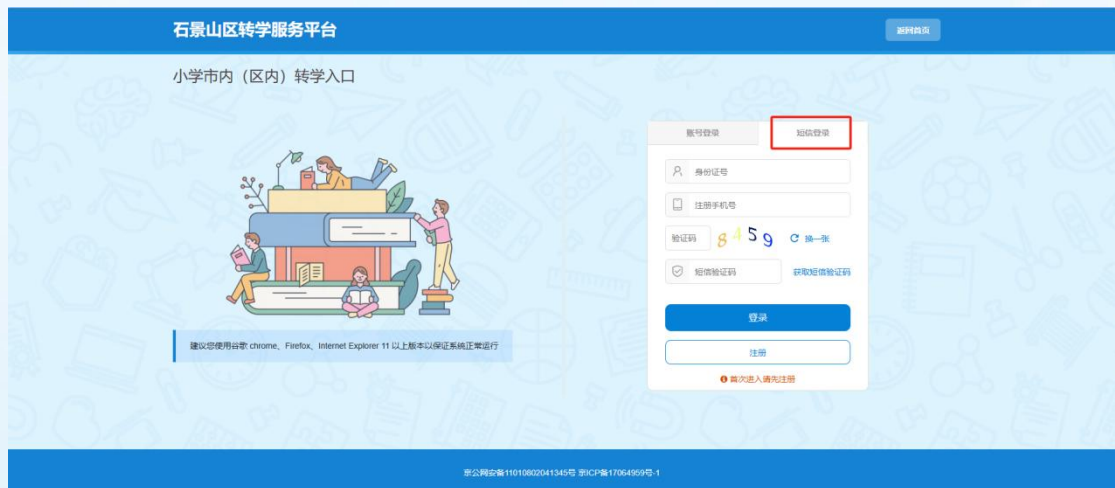 石景山区转学服务平台
返回首页
小学市内（区内）转学入口
账号登录
短信登录
身份证号
注册手机号
验证码
8459
换一张
短信验证码
获取短信验证码
登录
注册
首次进入请先注册
建议您使用谷歌 chrome、Firefox、Internet Explorer 11 以上版本以保证系统正常运行
京公网安备11010802041345号 京ICP备17064959号-1